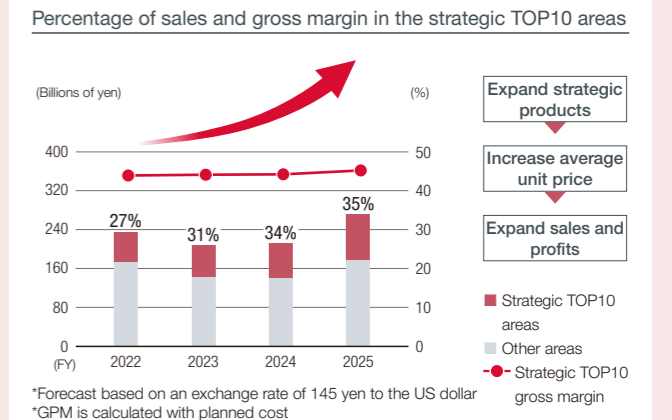 Percentage of sales and gross margin in the strategic TOP10 areas
(Billions of yen)
(%)
400
320
240
160
80
0
50
40
30
20
10
0
27%
31%
34%
35%
(FY)
2022
2023
2024
2025
Expand strategic
products
Increase average
unit price
Expand sales and
profits
Strategic TOP10
areas
Other areas
Strategic TOP10
gross margin
*Forecast based on an exchange rate of 145 yen to the US dollar
*GPM is calculated with planned cost